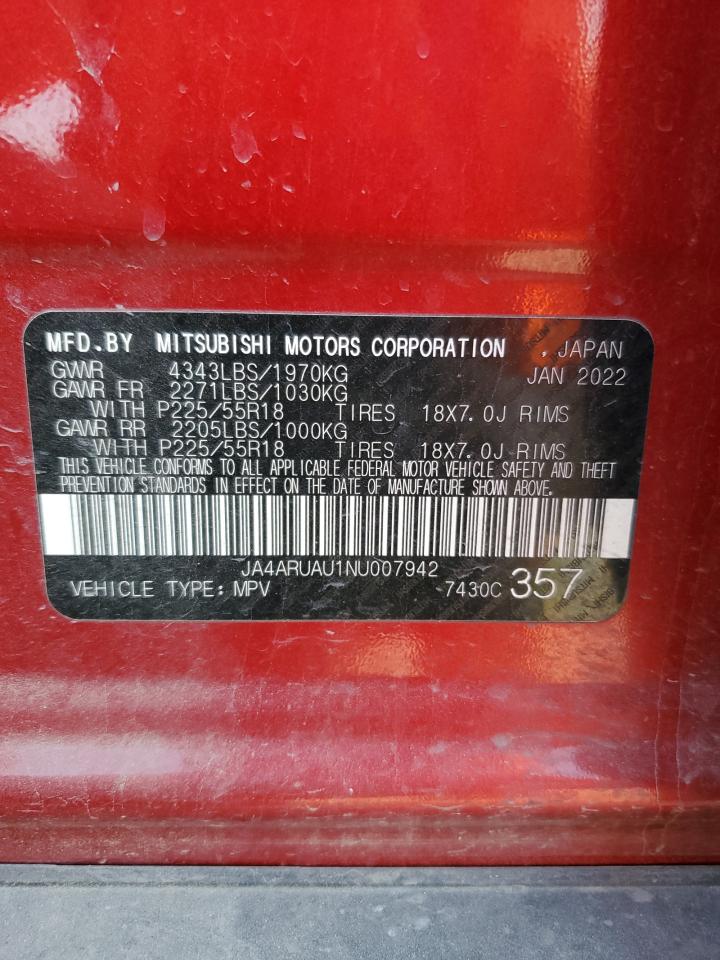 MFD.BY MITSUBISHI MOTORS CORPORATION , JAPAN
GVWR 4343LBS/1970KG JAN 2022
GAWR FR 2271LBS/1030KG
WITH P225/55R18 TIRES 18X7.0J RIMS
GAWR RR 2205LBS/1000KG
WITH P225/55R18 TIRES 18X7.0J RIMS
THIS VEHICLE CONFORMS TO ALL APPLICABLE FEDERAL MOTOR VEHICLE SAFETY AND THEFT
PREVENTION STANDARDS IN EFFECT ON THE DATE OF MANUFACTURE SHOWN ABOVE.
JA4ARUAU1NU007942
VEHICLE TYPE: MPV 7430C 357